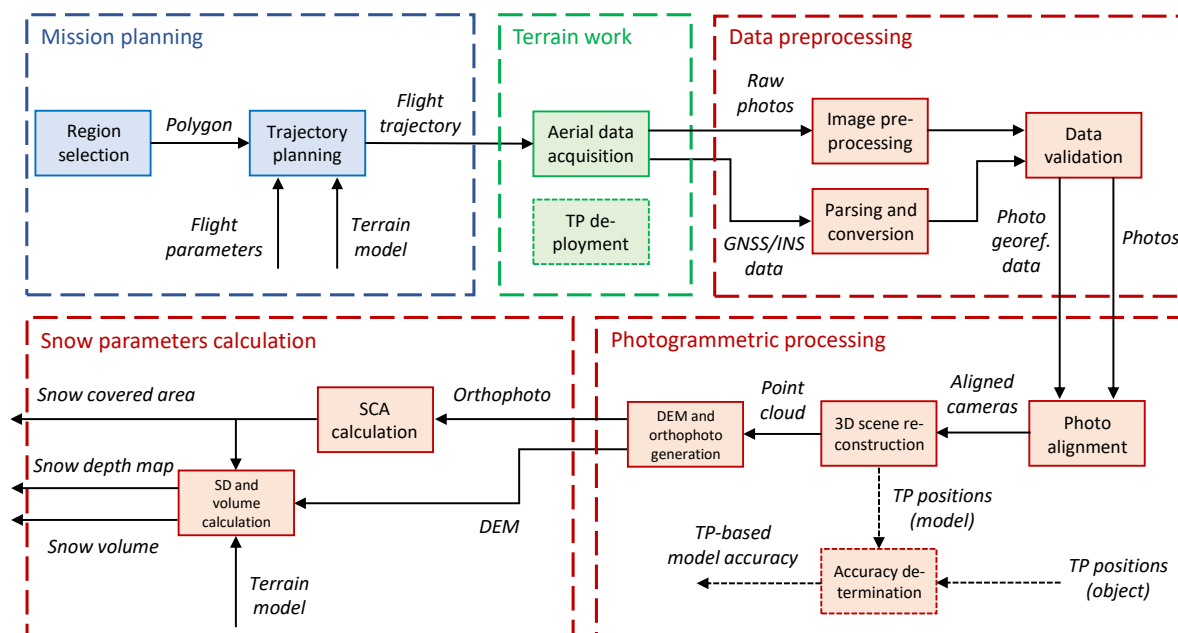 Mission planning
Region
selection
Polygon
Trajectory
planning
Flight
trajectory
Flight
parameters
Terrain
model
Terrain work
Aerial data
acquisition
TP de-
ployment
Data preprocessing
Raw
photos
Image pre-
processing
GNSS/INS
data
Parsing and
conversion
Data
validation
Photo
georef.
data
Photos
Snow parameters calculation
Snow covered area
SCA
calculation
Orthophoto
Snow depth map
SD and
volume
calculation
Snow volume
Terrain
model
DEM
Photogrammetric processing
DEM and
orthophoto
generation
Point
cloud
3D scene re-
construction
Aligned
cameras
Photo
alignment
TP positions
(model)
TP-based
model accuracy
Accuracy de-
termination
TP positions
(object)